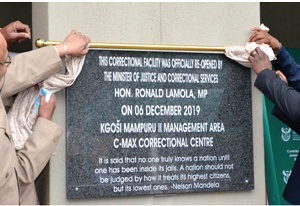 THIS CORRECTIONAL FACILITY WAS OFFICIALLY RE-OPENED BY
THE MINISTER OF JUSTICE AND CORRECTIONAL SERVICES
HON. RONALD LAMOLA, MP
ON 06 DECEMBER 2019
KGOŠI MAMPURU II MANAGEMENT AREA
C-MAX CORRECTIONAL CENTRE
It is said that no one truly knows a nation until
one has been inside its jails. A nation should not
be judged by how it treats its highest citizens,
but its lowest ones. -Nelson Mandela